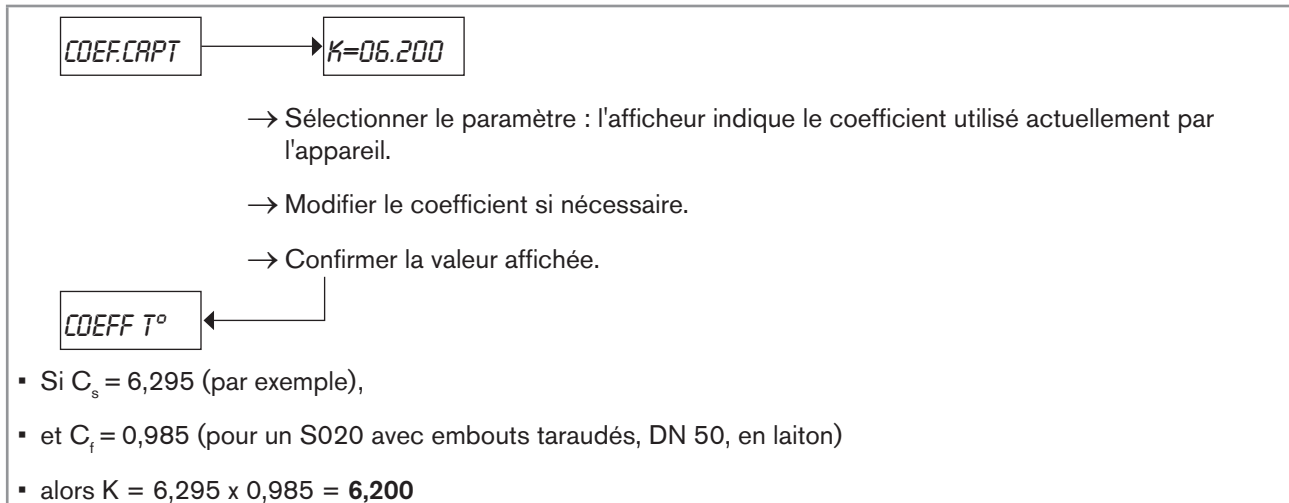 COEF.CAPT
K=06.200
→ Sélectionner le paramètre : l'afficheur indique le coefficient utilisé actuellement par
l'appareil.
→ Modifier le coefficient si nécessaire.
→ Confirmer la valeur affichée.
COEFF T°
▪ Si Cs = 6,295 (par exemple),
▪ et Cf = 0,985 (pour un S020 avec embouts taraudés, DN 50, en laiton)
▪ alors K = 6,295 x 0,985 = 6,200